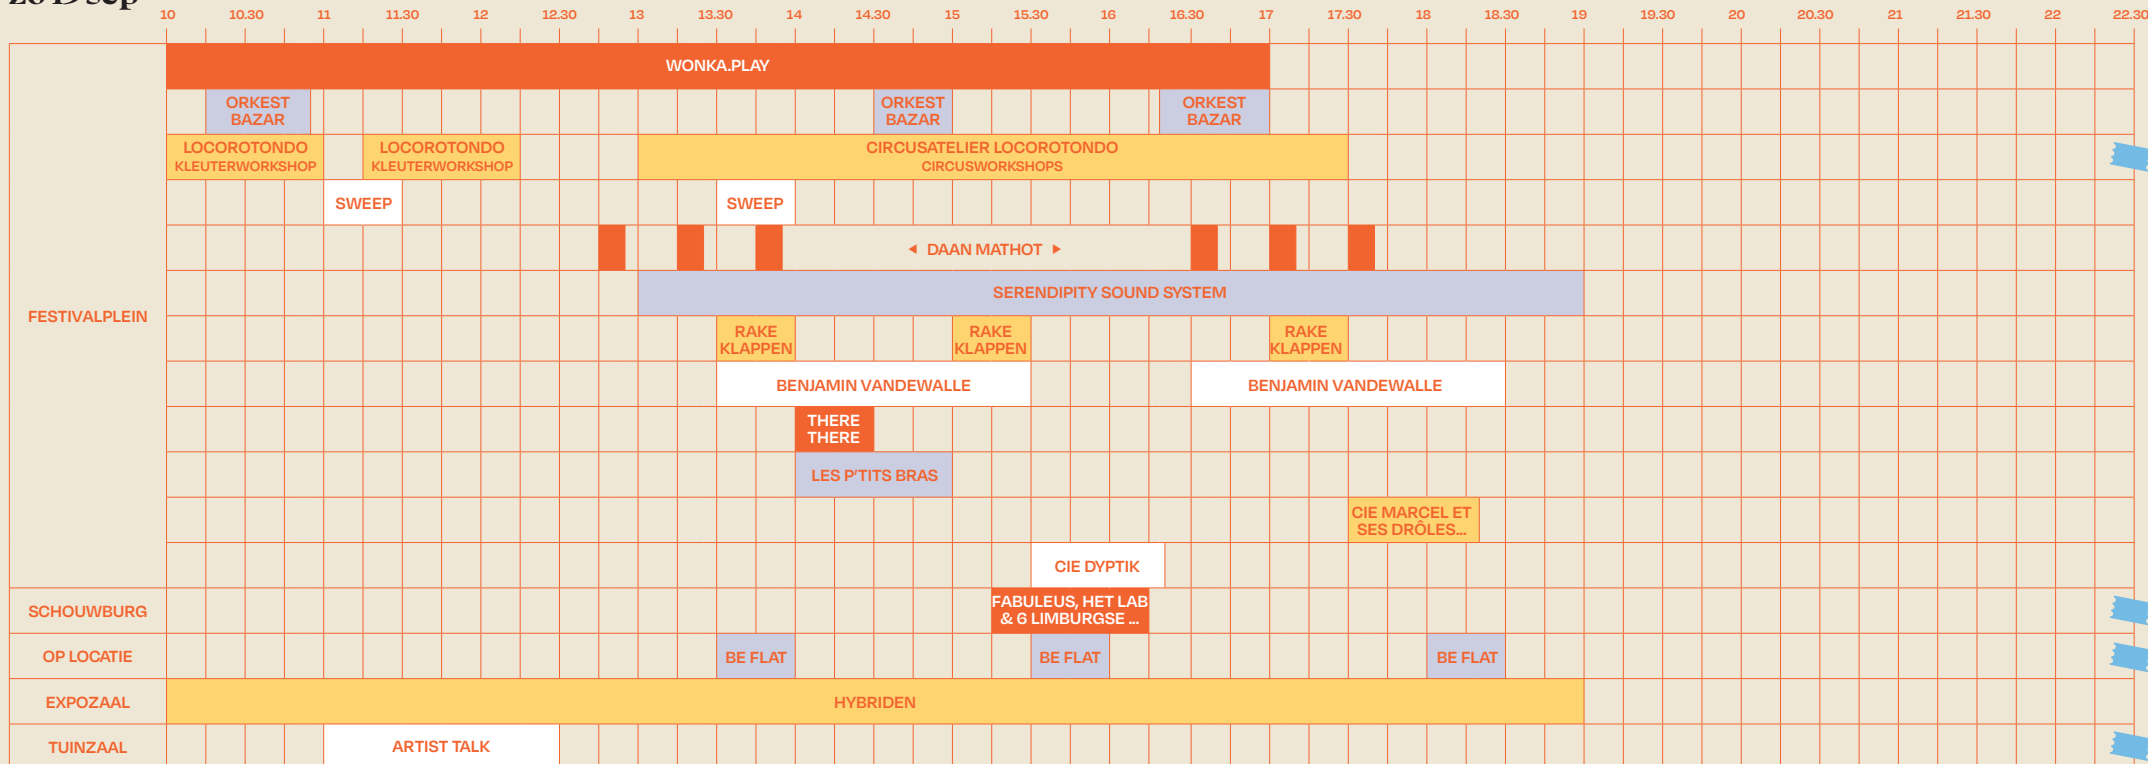 10 10.30 11 11.30 12 12.30 13 13.30 14 14.30 15 15.30 16 16.30 17 17.30 18 18.30 19 19.30 20 20.30 21 21.30 22 22.30
WONKA.PLAY
ORKEST
BAZAR
ORKEST
BAZAR
ORKEST
BAZAR
LOCOROTONDO
KLEUTERWORKSHOP
LOCOROTONDO
KLEUTERWORKSHOP
CIRCUSATELIER LOCOROTONDO
CIRCUSWORKSHOPS
SWEEP
SWEEP
DAAN MATHOT
FESTIVALPLEIN
SERENDIPITY SOUND SYSTEM
RAKE
KLAPPEN
RAKE
KLAPPEN
RAKE
KLAPPEN
BENJAMIN VANDEWALLE
BENJAMIN VANDEWALLE
THERE
THERE
LES P'TITS BRAS
CIE MARCEL ET
SES DRÔLES...
CIE DYPTIK
SCHOUWBURG
FABULEUS, HET LAB
& 6 LIMBURGSE ...
OP LOCATIE
BE FLAT
BE FLAT
BE FLAT
EXPOZAAL
HYBRIDEN
TUINZAAL
ARTIST TALK